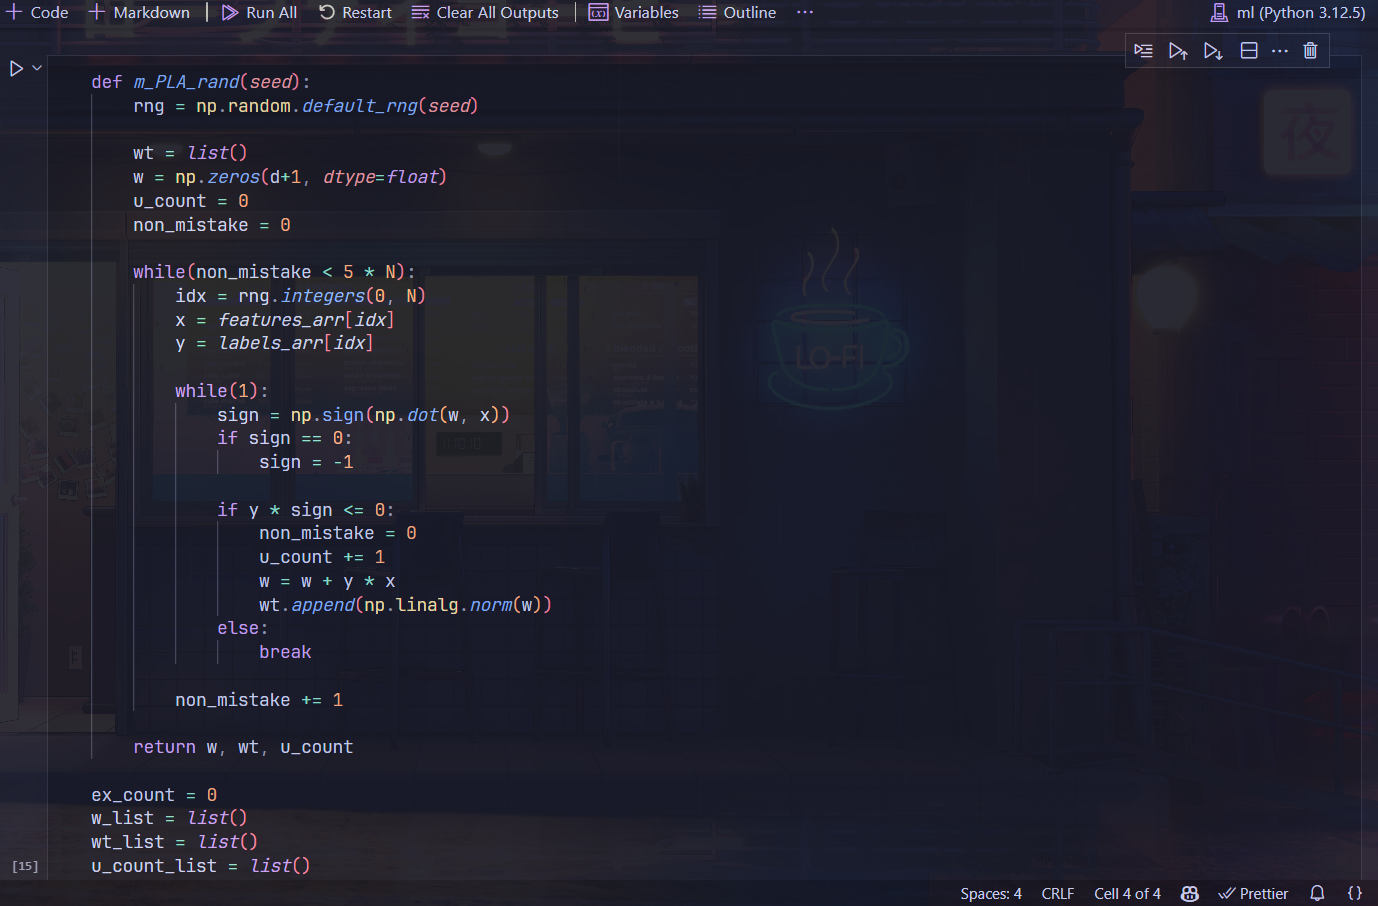 Code Markdown Run All Restart Clear All Outputs Variables Outline ... ml (Python 3.12.5)
def m_PLA_rand(seed):
    rng = np.random.default_rng(seed)
    wt = list()
    w = np.zeros(d+1, dtype=float)
    u_count = 0
    non_mistake = 0
    while(non_mistake < 5 * N):
        idx = rng.integers(0, N)
        x = features_arr[idx]
        y = labels_arr[idx]
        while(1):
            sign = np.sign(np.dot(w, x))
            if sign == 0:
                sign = -1
            if y * sign <= 0:
                non_mistake = 0
                u_count += 1
                w = w + y * x
                wt.append(np.linalg.norm(w))
            else:
                break
        non_mistake += 1
    return w, wt, u_count
ex_count = 0
w_list = list()
wt_list = list()
[15] u_count_list = list()
夜
LO-FI
Spaces: 4 CRLF Cell 4 of 4 Prettier {}